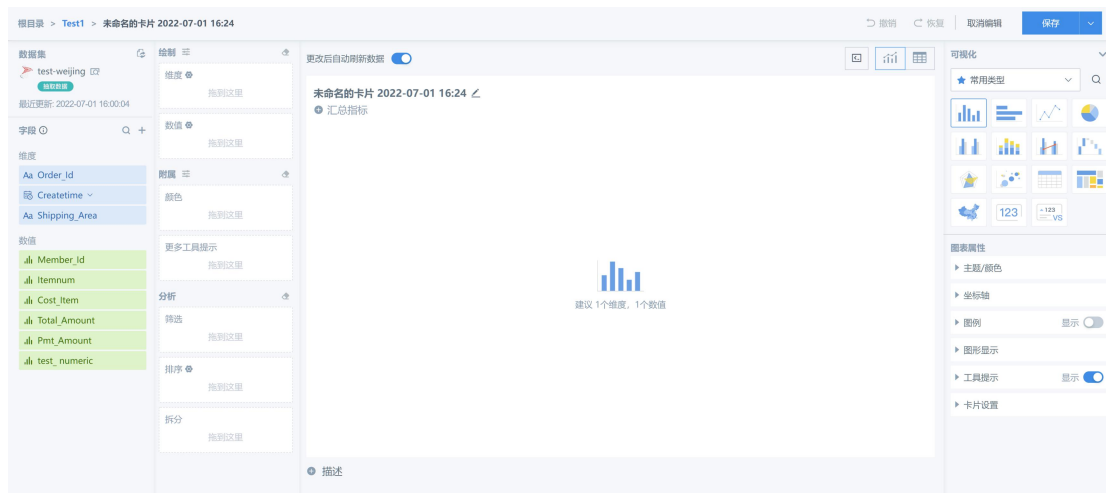 根目录 > Test1 > 未命名的卡片 2022-07-01 16:24
撤销 恢复 取消编辑 保存
数据集
test-weijing
抽取数据
最近更新: 2022-07-01 16:00:04
字段
维度
Aa Order_Id
Createtime
Aa Shipping_Area
数值
Member_Id
Itemnum
Cost_Item
Total_Amount
Pmt_Amount
test_ numeric
绘制
维度
拖到这里
数值
拖到这里
附属
颜色
拖到这里
更多工具提示
拖到这里
分析
筛选
拖到这里
排序
拖到这里
拆分
拖到这里
更改后自动刷新数据
未命名的卡片 2022-07-01 16:24
汇总指标
建议 1个维度，1个数值
描述
可视化
常用类型
123
123
VS
图表属性
主题/颜色
坐标轴
图例 显示
图形显示
工具提示 显示
卡片设置